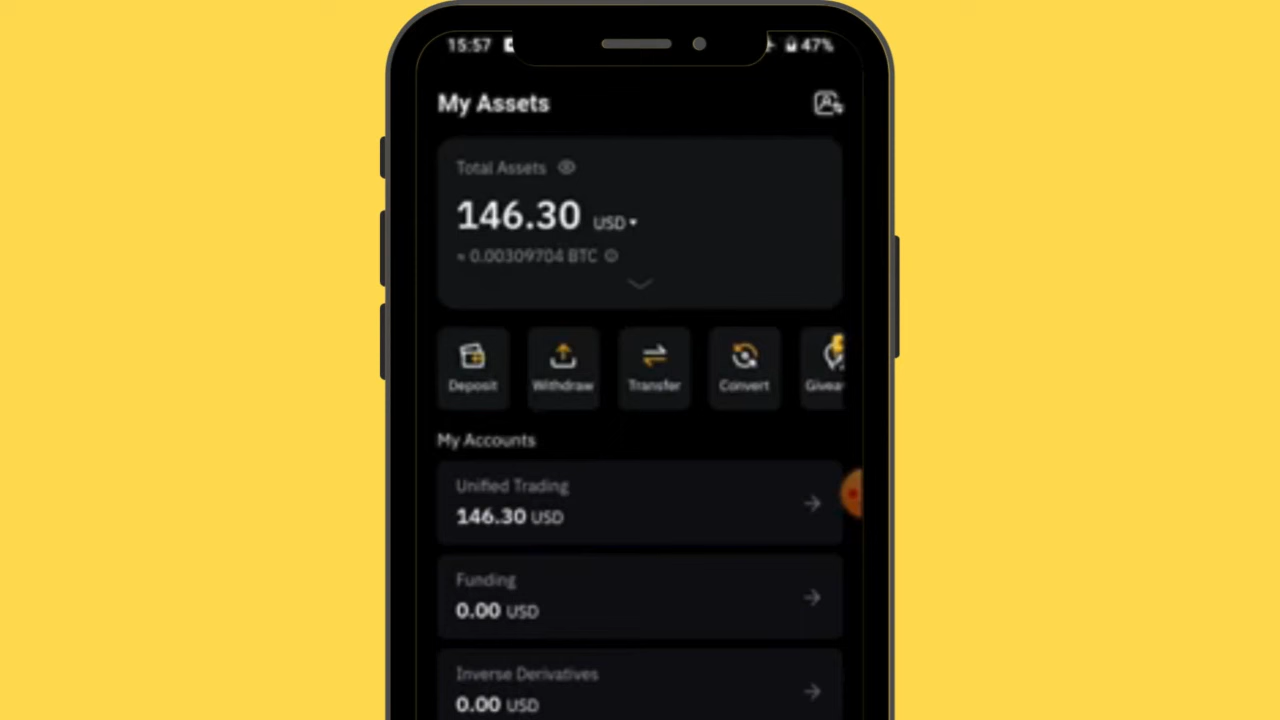 15:57 47%
My Assets
Total Assets
146.30 USD
≈ 0.00309704 BTC
Deposit Withdraw Transfer Convert Giveaw
My Accounts
Unified Trading
146.30 USD
Funding
0.00 USD
Inverse Derivatives
0.00 USD